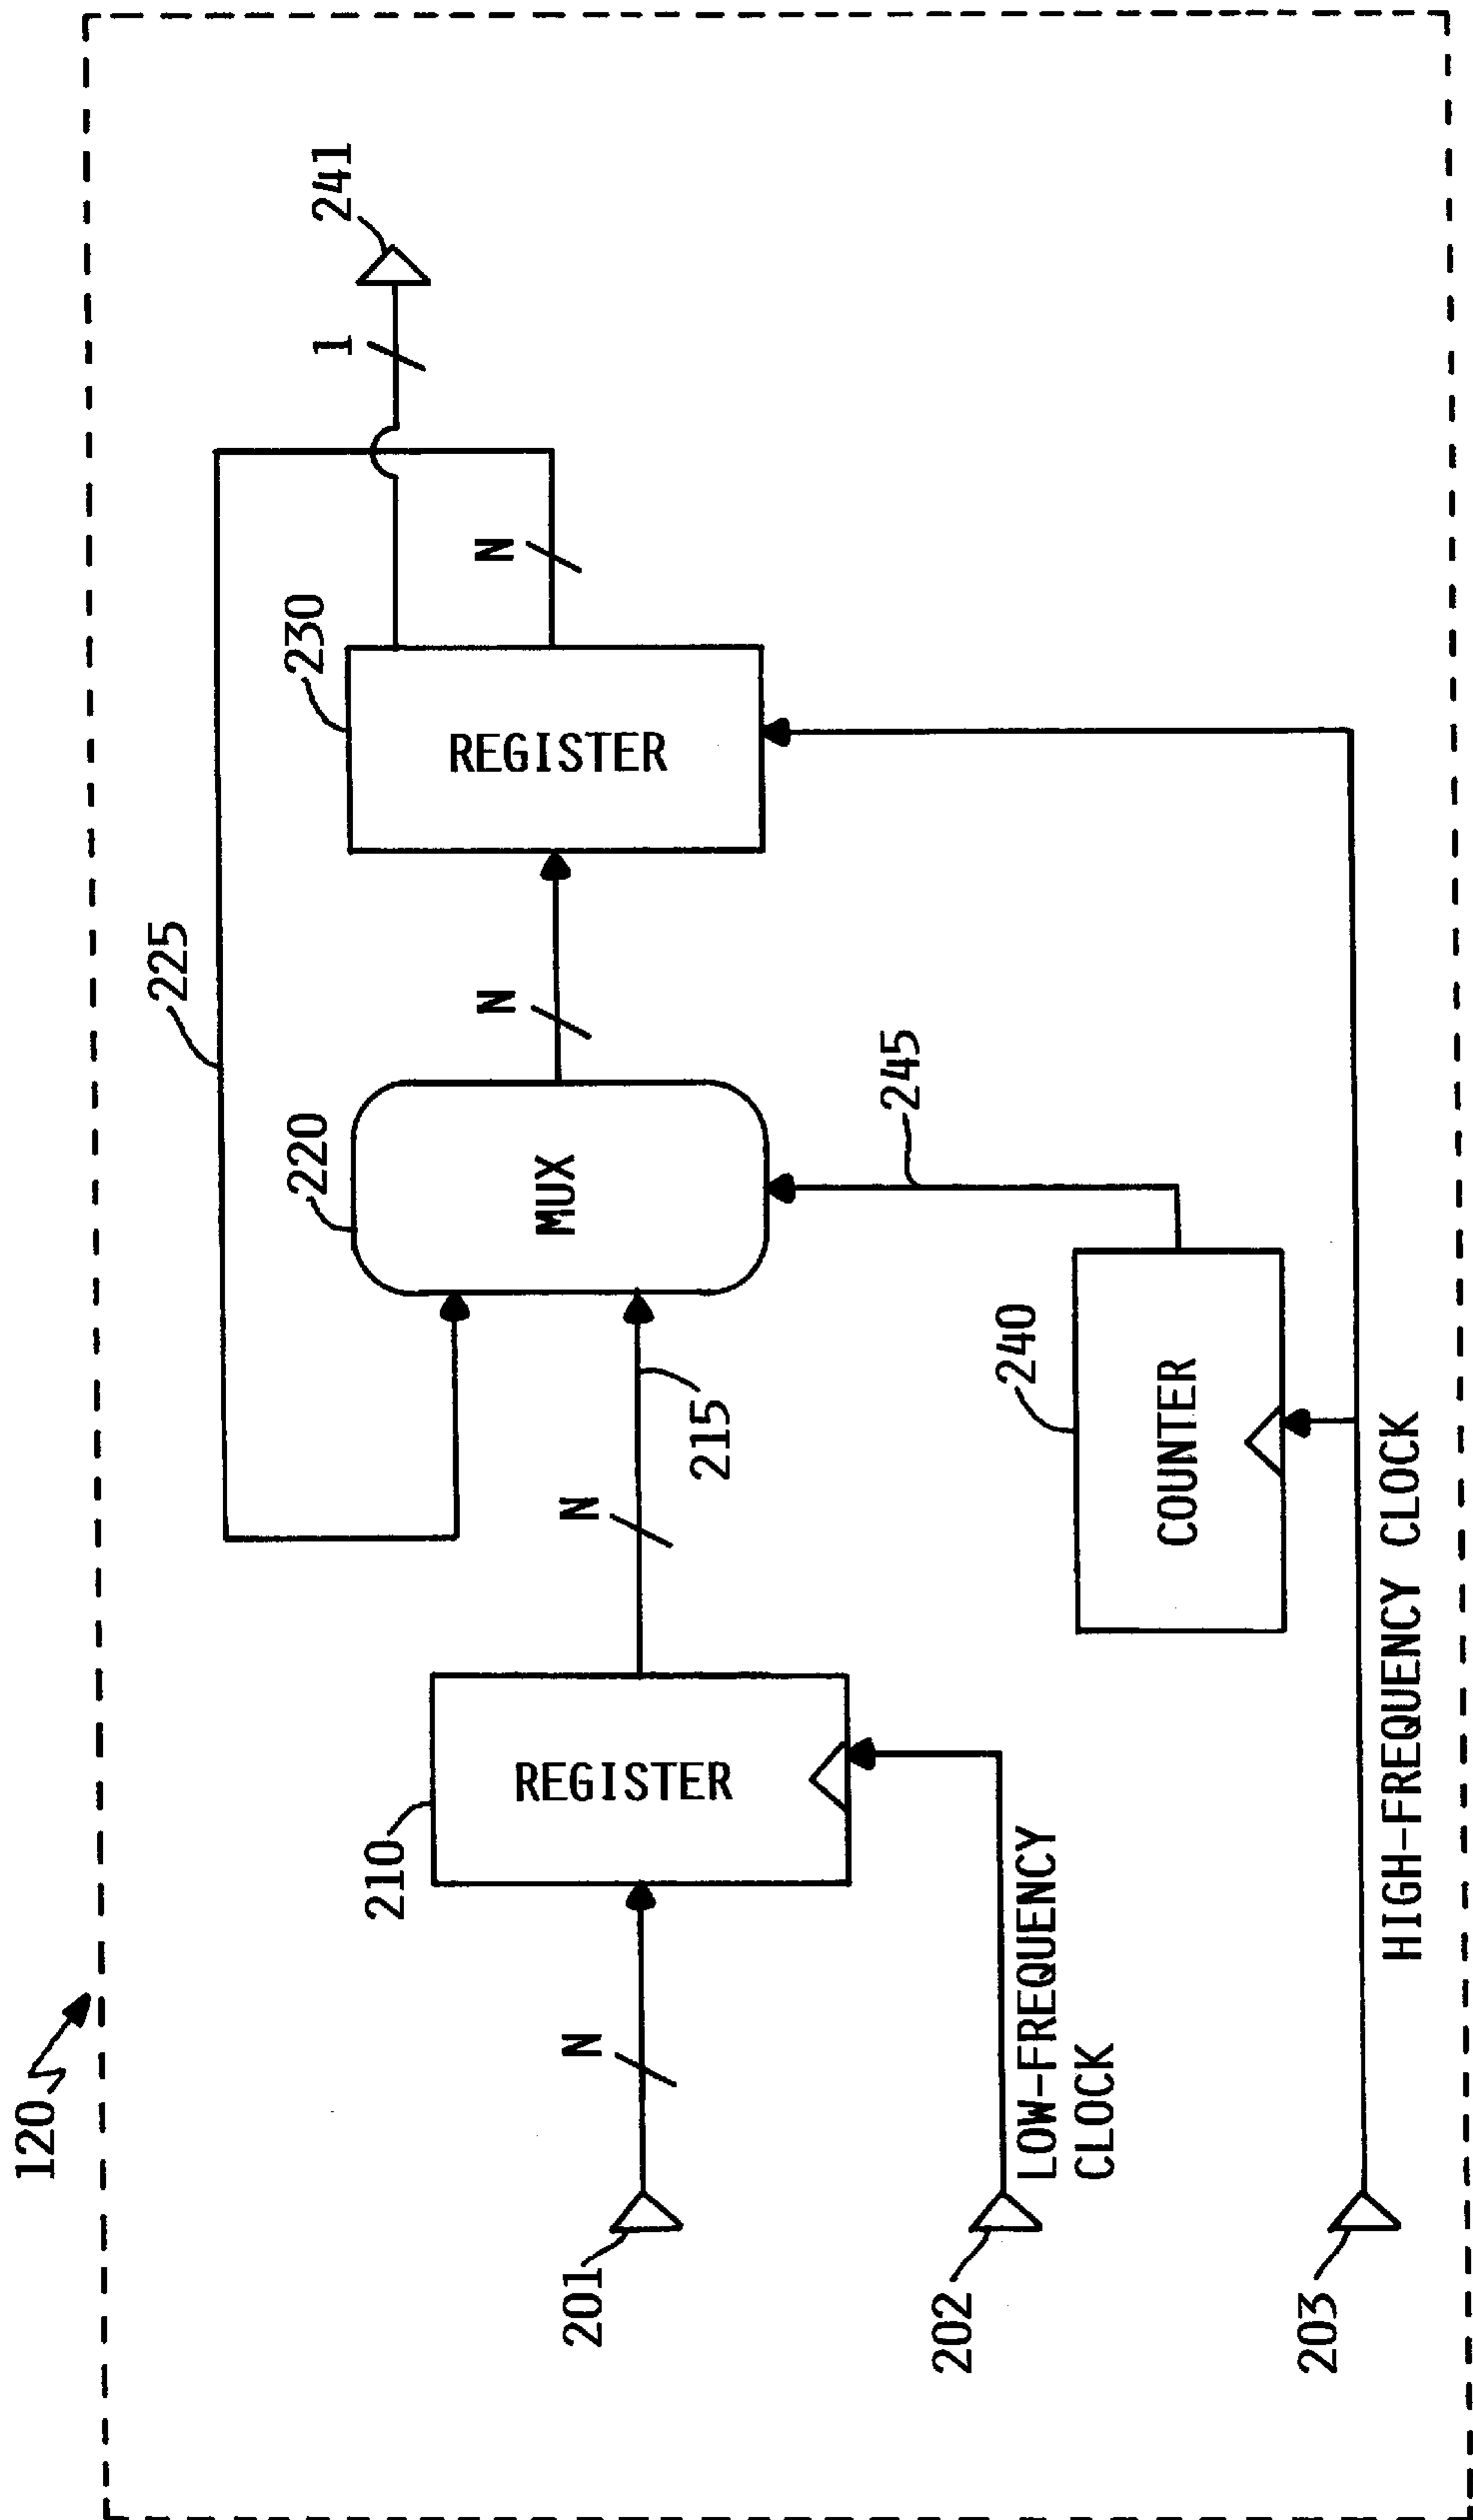 120
225
241
1
230
REGISTER
N
N
220
MUX
245
N
215
210
REGISTER
240
COUNTER
N
201
202
LOW-FREQUENCY
CLOCK
203
HIGH-FREQUENCY CLOCK